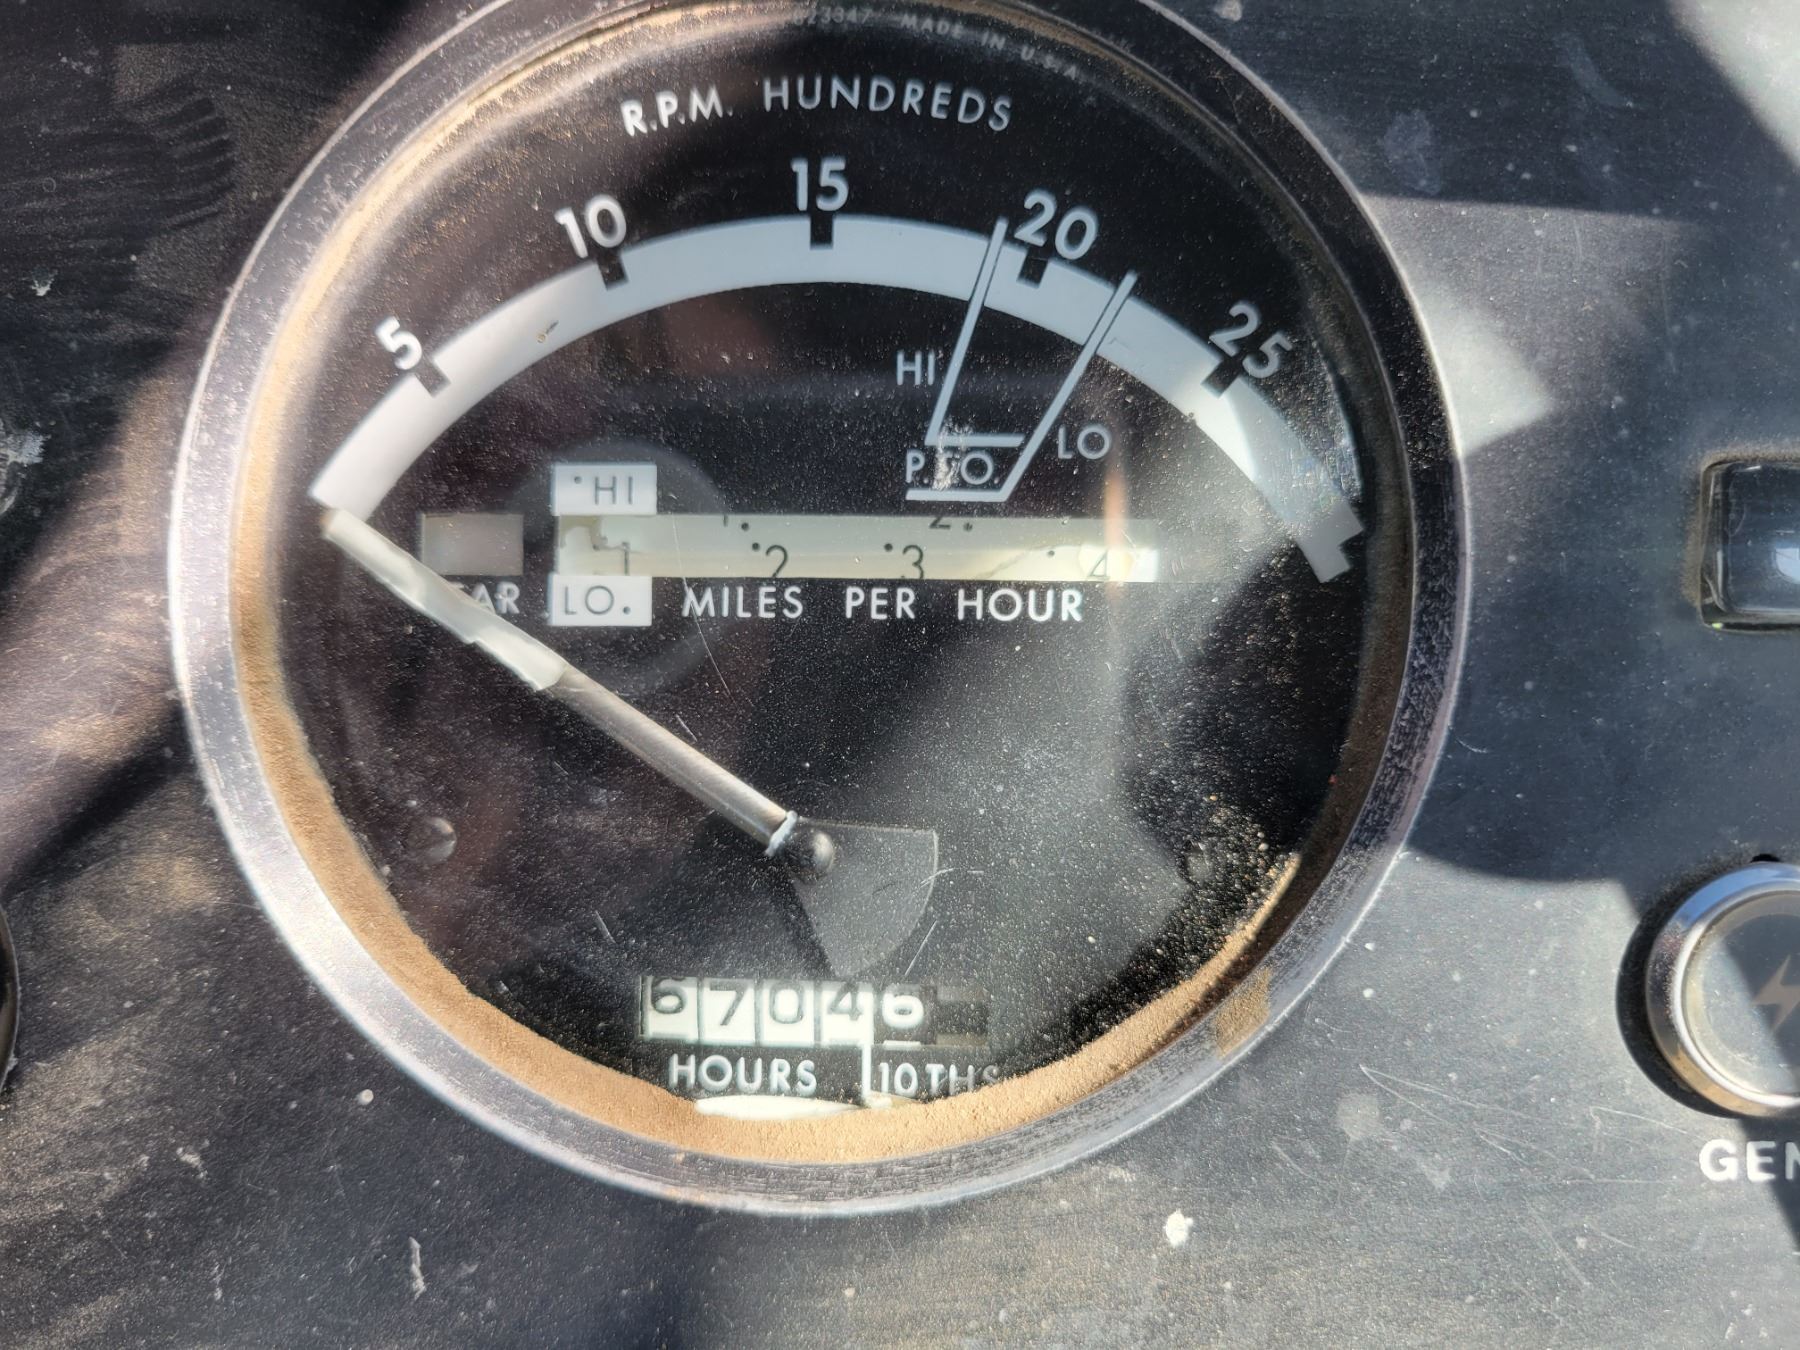 MADE IN U.S.A.
R.P.M. HUNDREDS
5 10 15 20 25
HI
LO
P.T.O.
HI
1. 2.
1 2 3 4
LO. MILES PER HOUR
67046
HOURS 10THS